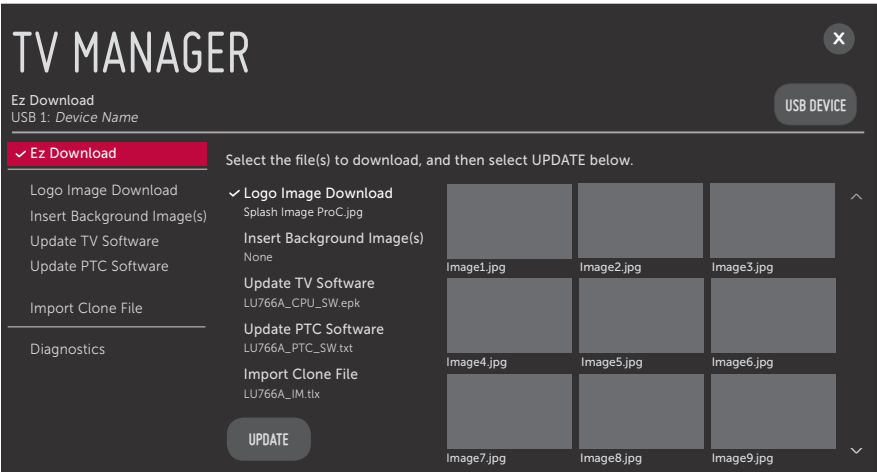 TV MANAGER
X
Ez Download
USB 1: Device Name
USB DEVICE
Ez Download
Logo Image Download
Insert Background Image(s)
Update TV Software
Update PTC Software
Import Clone File
Diagnostics
Select the file(s) to download, and then select UPDATE below.
Logo Image Download
Splash Image ProC.jpg
Insert Background Image(s)
None
Update TV Software
LU766A_CPU_SW.epk
Update PTC Software
LU766A_PTC_SW.txt
Import Clone File
LU766A_IM.tlx
UPDATE
Image1.jpg
Image2.jpg
Image3.jpg
Image4.jpg
Image5.jpg
Image6.jpg
Image7.jpg
Image8.jpg
Image9.jpg